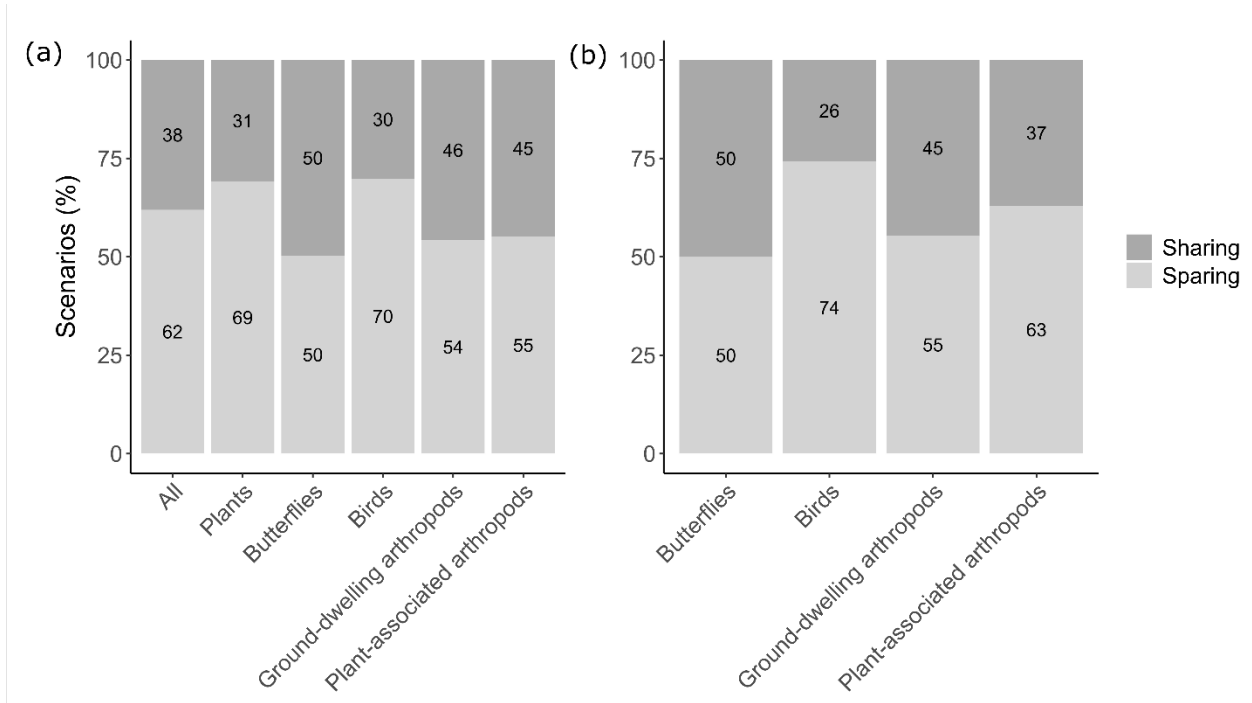 (a)
Scenarios (%)
100
75
50
25
0
38
31
50
30
46
45
62
69
50
70
54
55
All
Plants
Butterflies
Birds
Ground-dwelling arthropods
Plant-associated arthropods
(b)
100
75
50
25
0
50
26
45
37
50
74
55
63
Butterflies
Birds
Ground-dwelling arthropods
Plant-associated arthropods
Sharing
Sparing